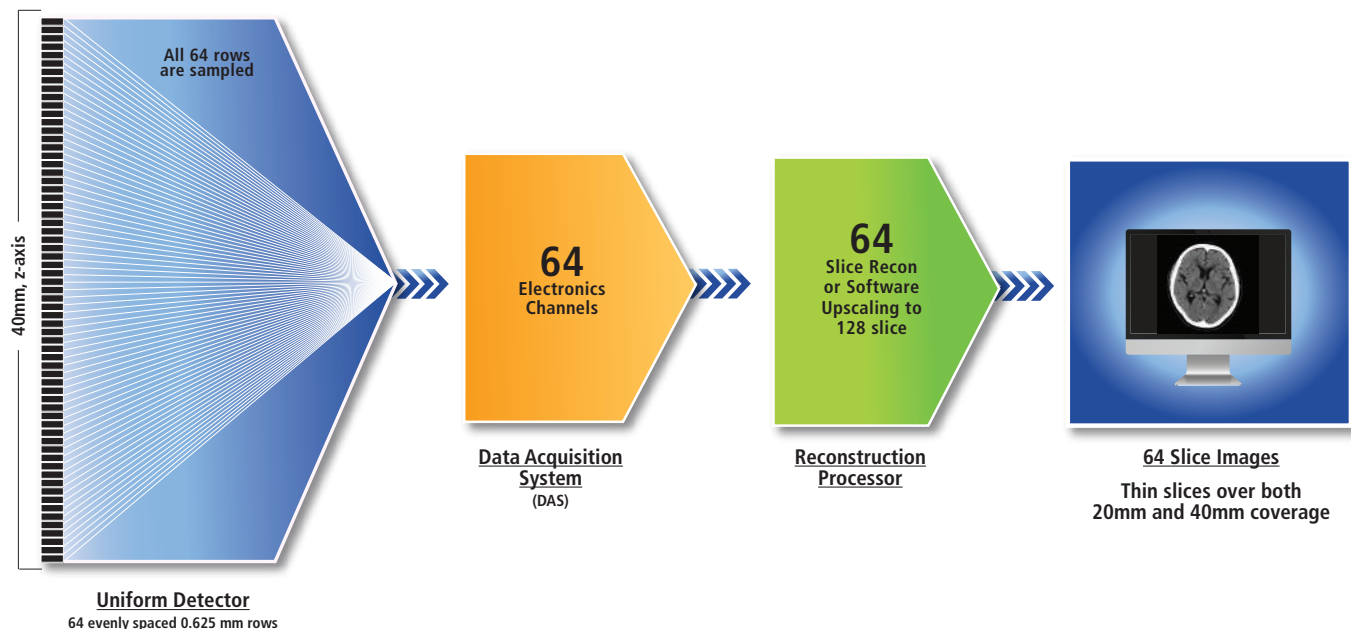 40mm, z-axis
All 64 rows
are sampled
Uniform Detector
64 evenly spaced 0.625 mm rows
64
Electronics
Channels
Data Acquisition
System
(DAS)
64
Slice Recon
or Software
Upscaling to
128 slice
Reconstruction
Processor
64 Slice Images
Thin slices over both
20mm and 40mm coverage